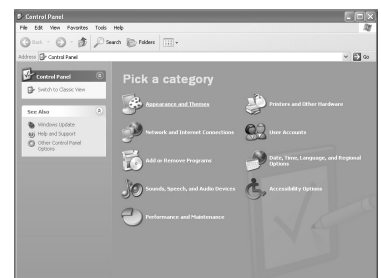 Control Panel
File Edit View Favorites Tools Help
Back Search Folders
Address Control Panel Go
Control Panel
Switch to Classic View
See Also
Windows Update
Help and Support
Other Control Panel
Options
Pick a category
Appearance and Themes
Printers and Other Hardware
Network and Internet Connections
User Accounts
Add or Remove Programs
Date, Time, Language, and Regional
Options
Sounds, Speech, and Audio Devices
Accessibility Options
Performance and Maintenance